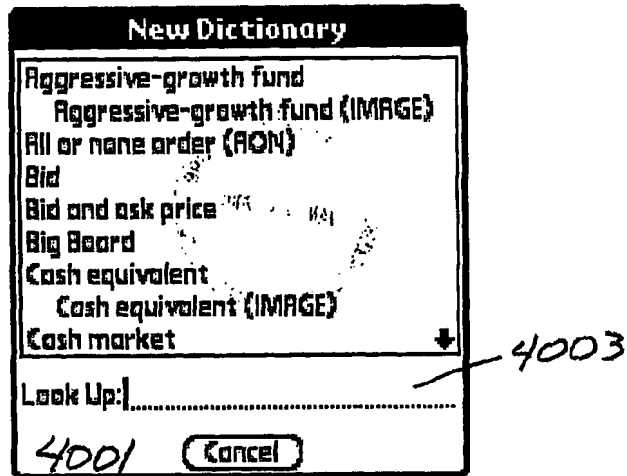 New Dictionary
Aggressive-growth fund
Aggressive-growth fund (IMAGE)
All or none order (AON)
Bid
Bid and ask price
Big Board
Cash equivalent
Cash equivalent (IMAGE)
Cash market
4003
Look Up:
4001 Cancel